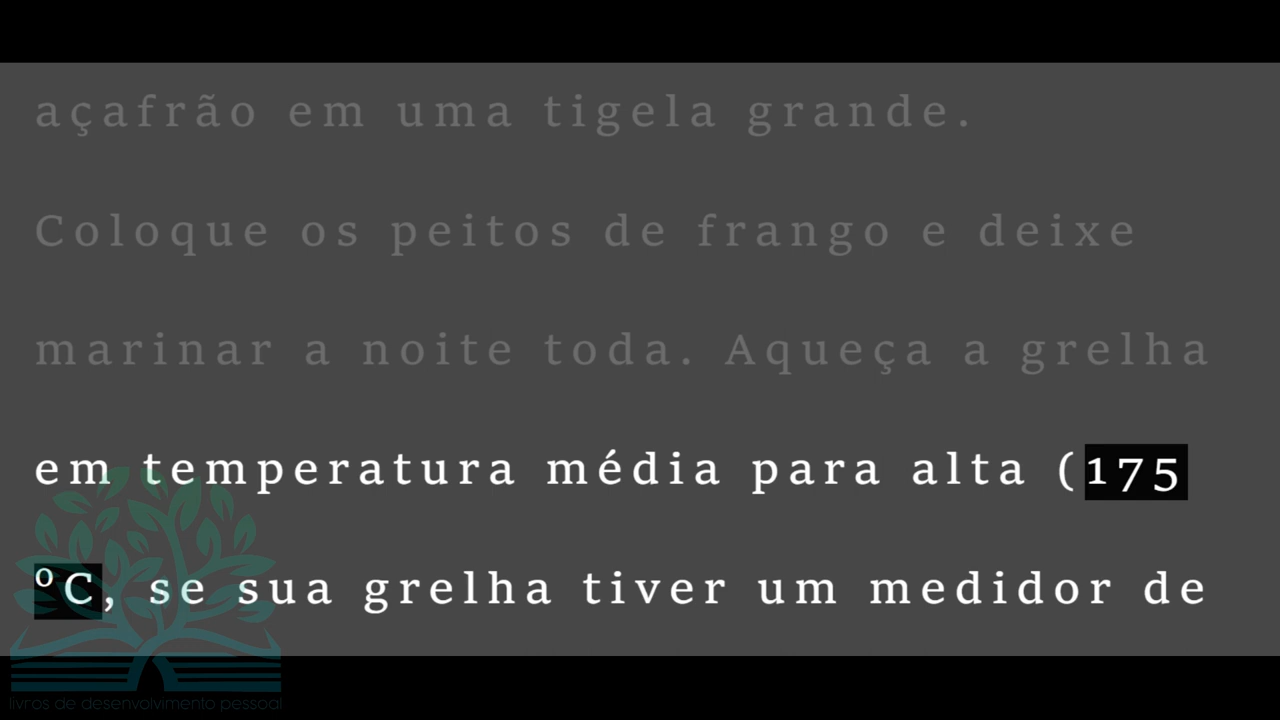 açafrão em uma tigela grande.
Coloque os peitos de frango e deixe
marinar a noite toda. Aqueça a grelha
em temperatura média para alta (175
ºC, se sua grelha tiver um medidor de
livros de desenvolvimento pessoal